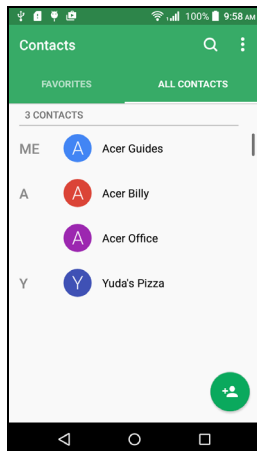 100% 9:58 AM
Contacts
FAVORITES ALL CONTACTS
3 CONTACTS
ME A Acer Guides
A A Acer Billy
A Acer Office
Y Y Yuda's Pizza